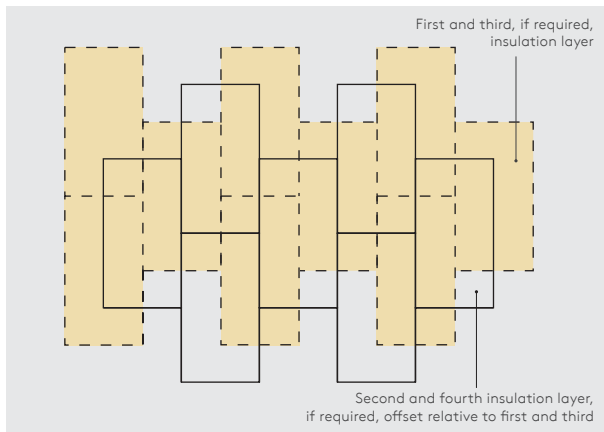 First and third, if required,
insulation layer
Second and fourth insulation layer,
if required, offset relative to first and third